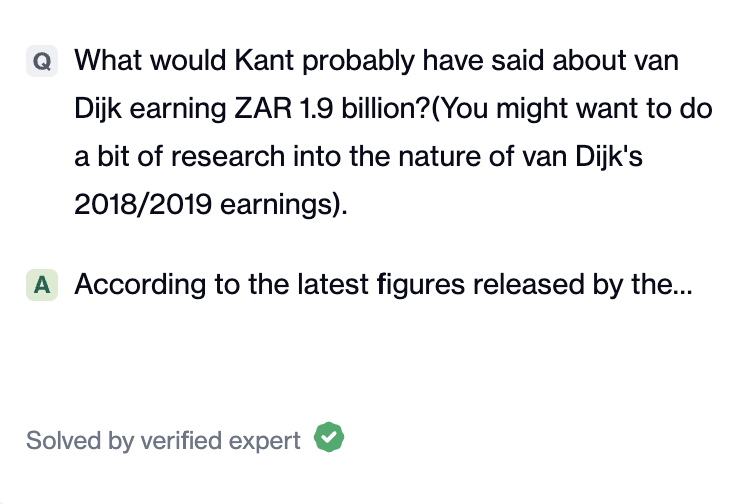 Q What would Kant probably have said about van
Dijk earning ZAR 1.9 billion?(You might want to do
a bit of research into the nature of van Dijk's
2018/2019 earnings).
A According to the latest figures released by the...
Solved by verified expert